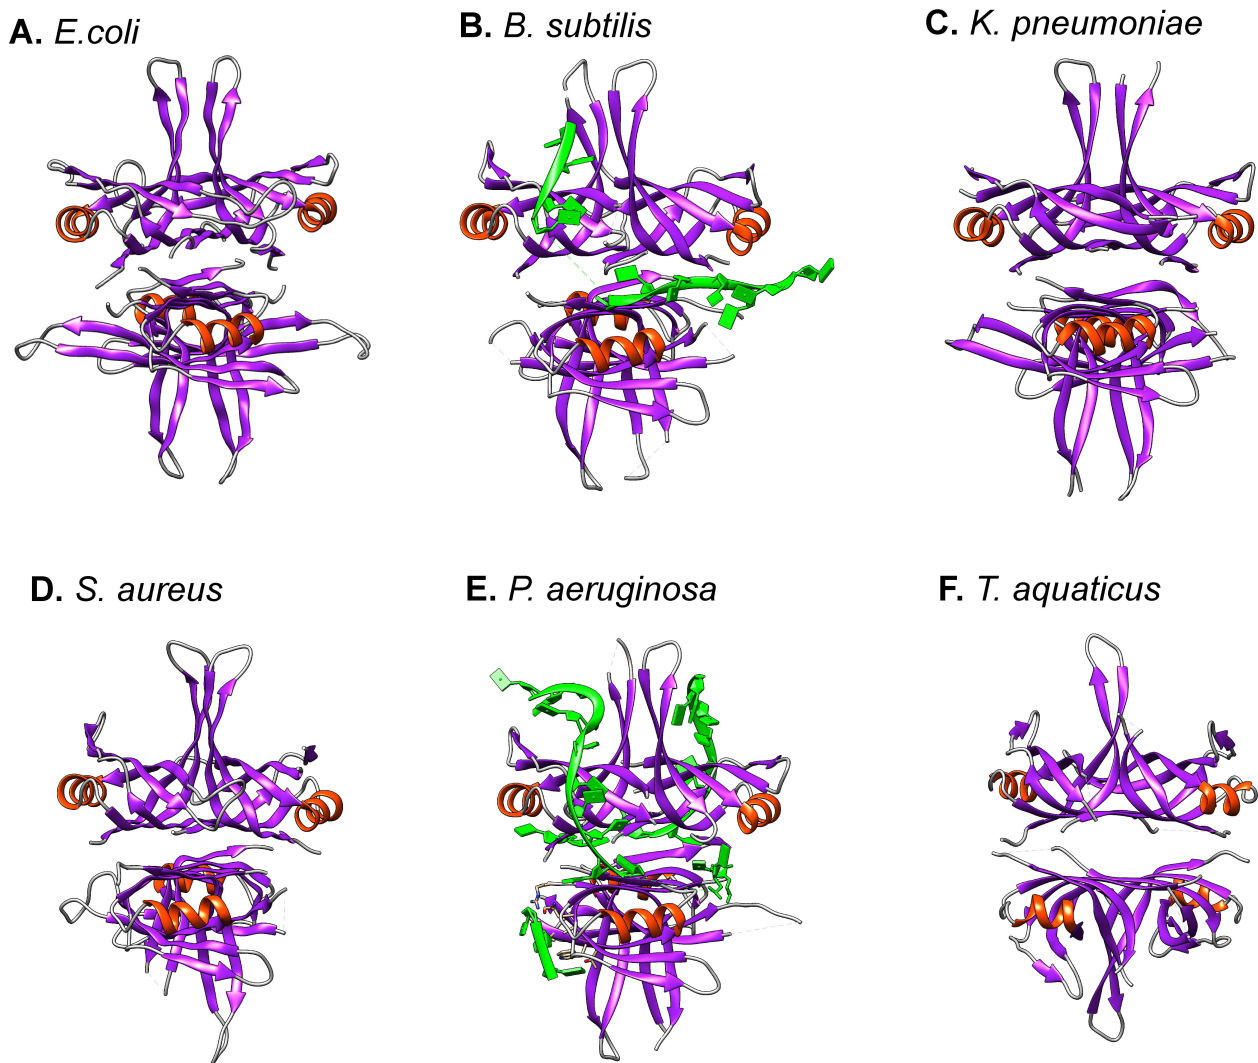 A. E.coli
B. B. subtilis
C. K. pneumoniae
D. S. aureus
E. P. aeruginosa
F. T. aquaticus